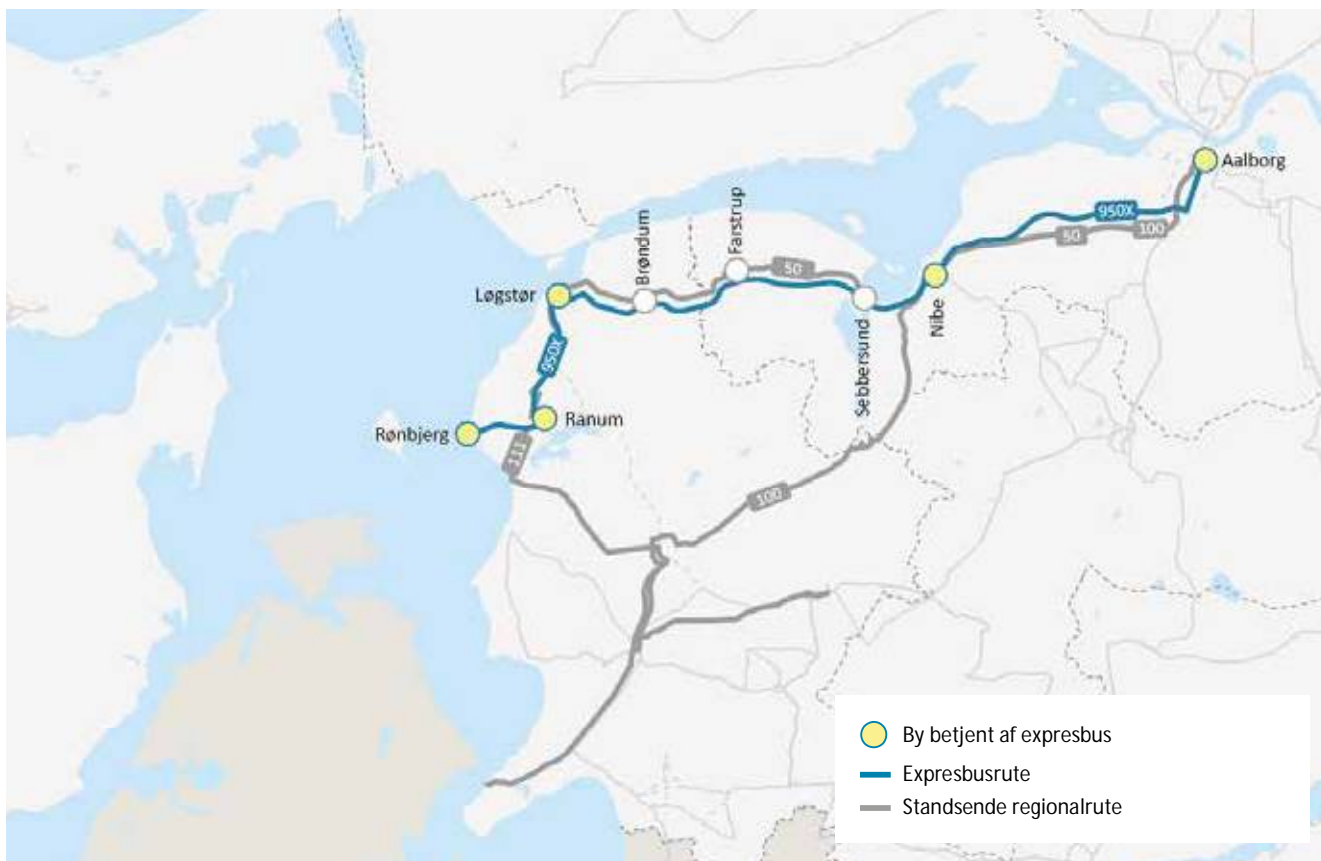 Aalborg
Farstrup
950X
Brøndum
50
100
50
Løgstør
Nibe
950X
Sebbersund
Ranum
Rønbjerg
111
100
By betjent af expresbus
Expresbusrute
Standsende regionalrute